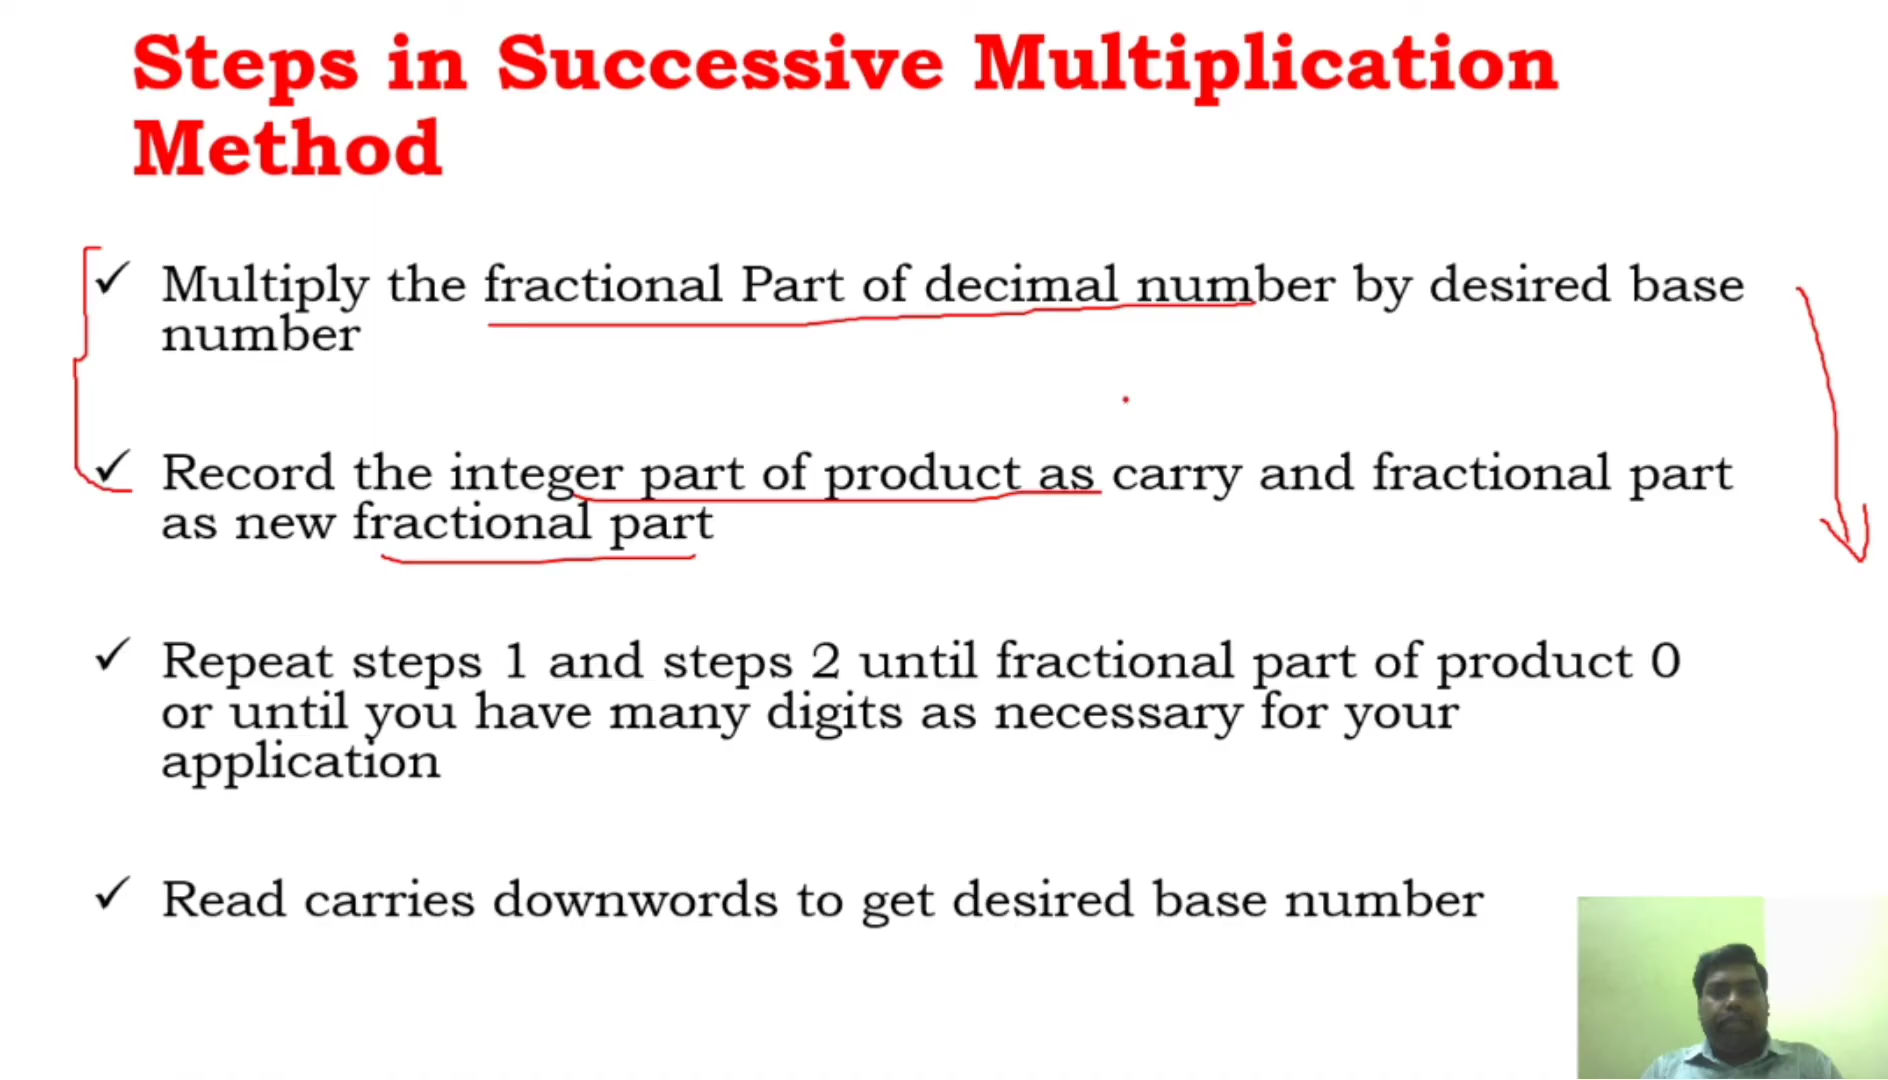 Steps in Successive Multiplication
Method
✓ Multiply the fractional Part of decimal number by desired base
number
✓ Record the integer part of product as carry and fractional part
as new fractional part
✓ Repeat steps 1 and steps 2 until fractional part of product 0
or until you have many digits as necessary for your
application
✓ Read carries downwords to get desired base number